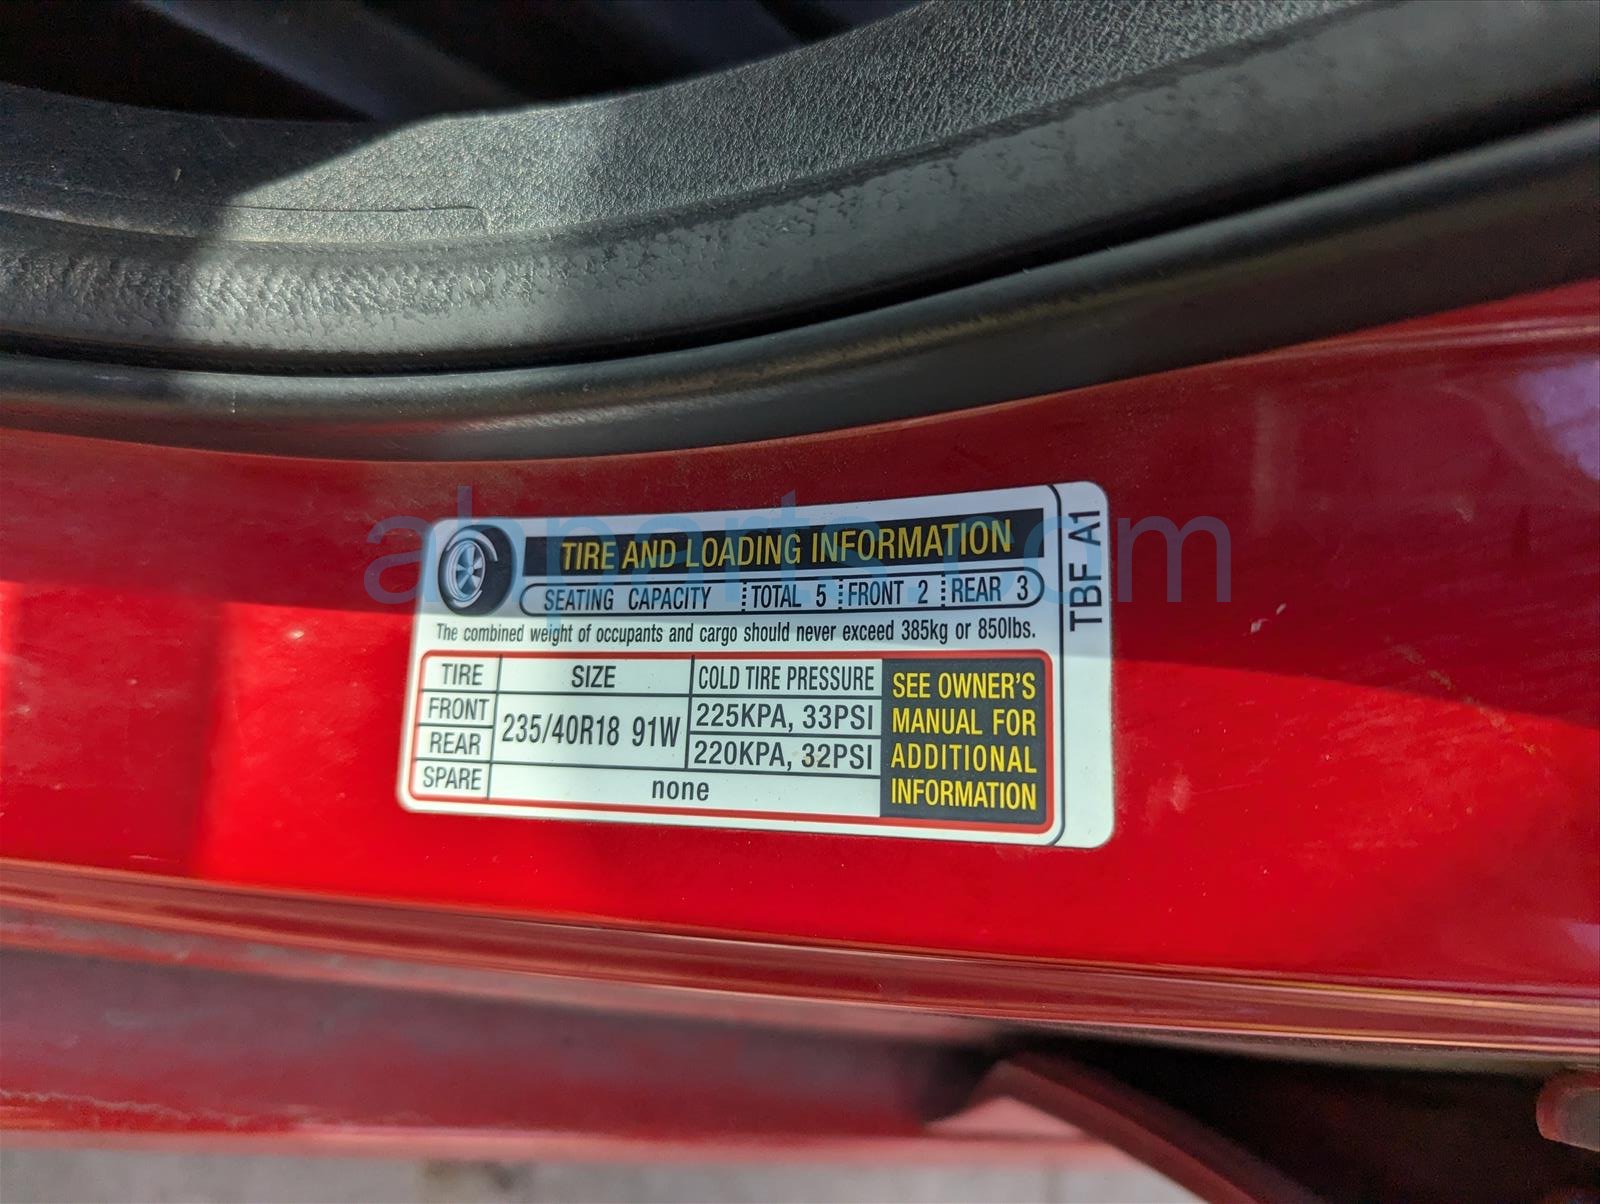 TIRE AND LOADING INFORMATION
SEATING CAPACITY TOTAL 5 FRONT 2 REAR 3
The combined weight of occupants and cargo should never exceed 385kg or 850lbs.
TIRE SIZE COLD TIRE PRESSURE
FRONT 235/40R18 91W 225KPA, 33PSI
REAR 220KPA, 32PSI
SPARE none
SEE OWNER'S
MANUAL FOR
ADDITIONAL
INFORMATION
TBF A1
ahparts.com